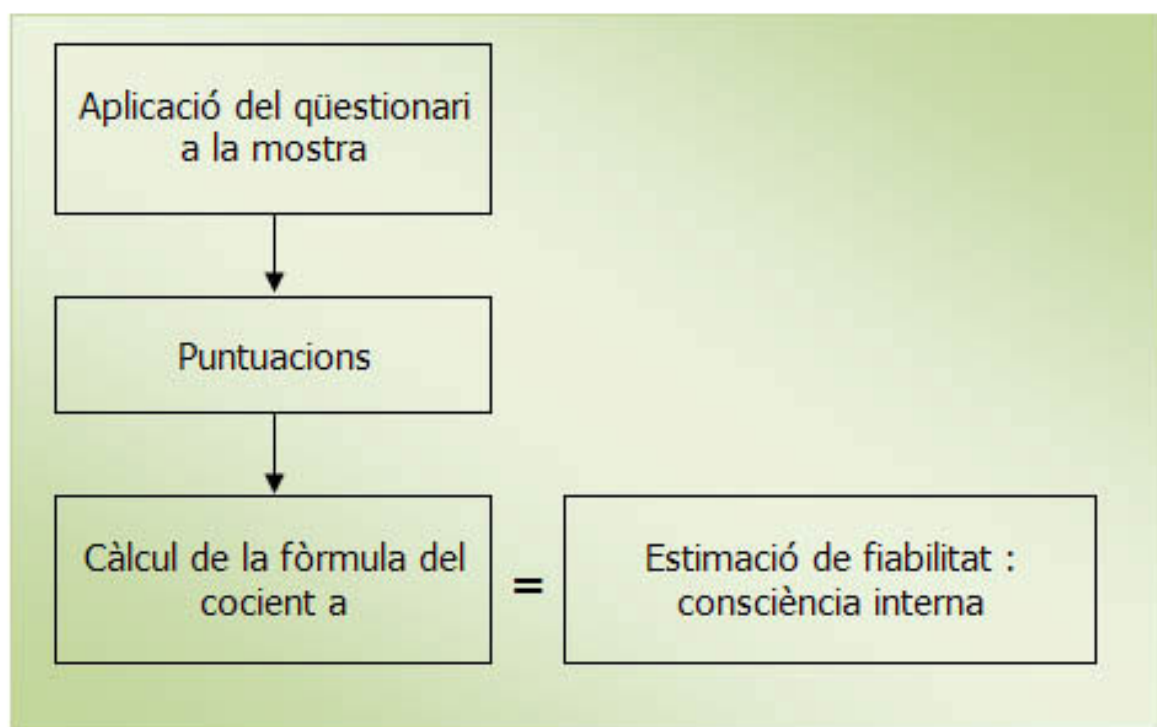 Aplicació del qüestionari
a la mostra
Puntuacions
Càlcul de la fòrmula del
cocient a
=
Estimació de fiabilitat :
consciència interna